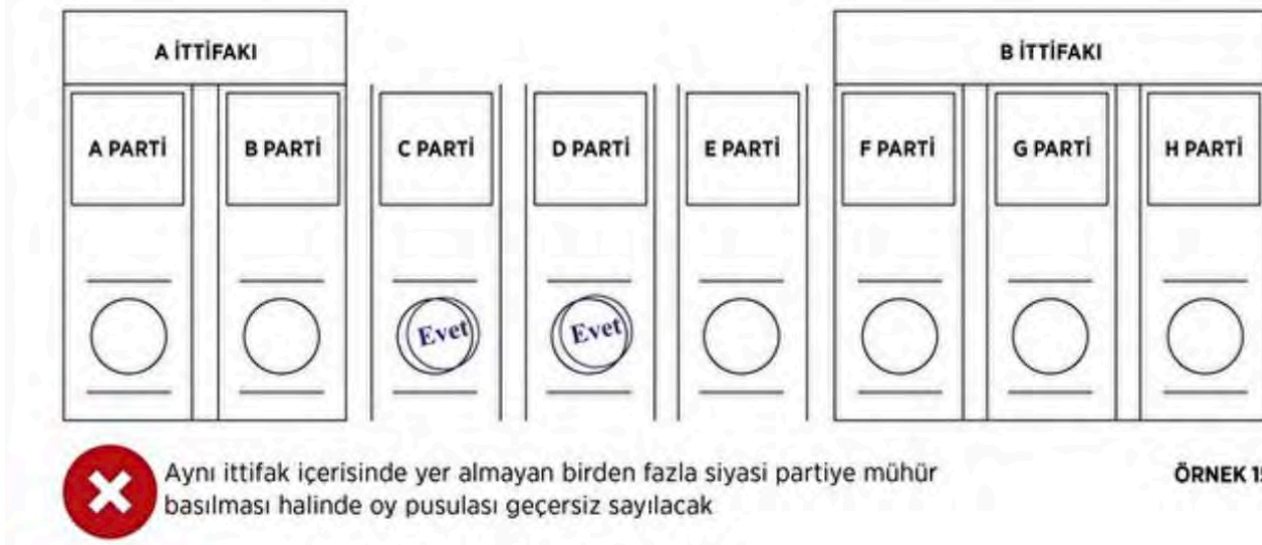 A İTTİFAKI
B İTTİFAKI
A PARTİ
B PARTİ
C PARTİ
D PARTİ
E PARTİ
F PARTİ
G PARTİ
H PARTİ
Evet
Evet
Aynı ittifak içerisinde yer almayan birden fazla siyasi partiye mühür
basılması halinde oy pusulası geçersiz sayılacak
ÖRNEK